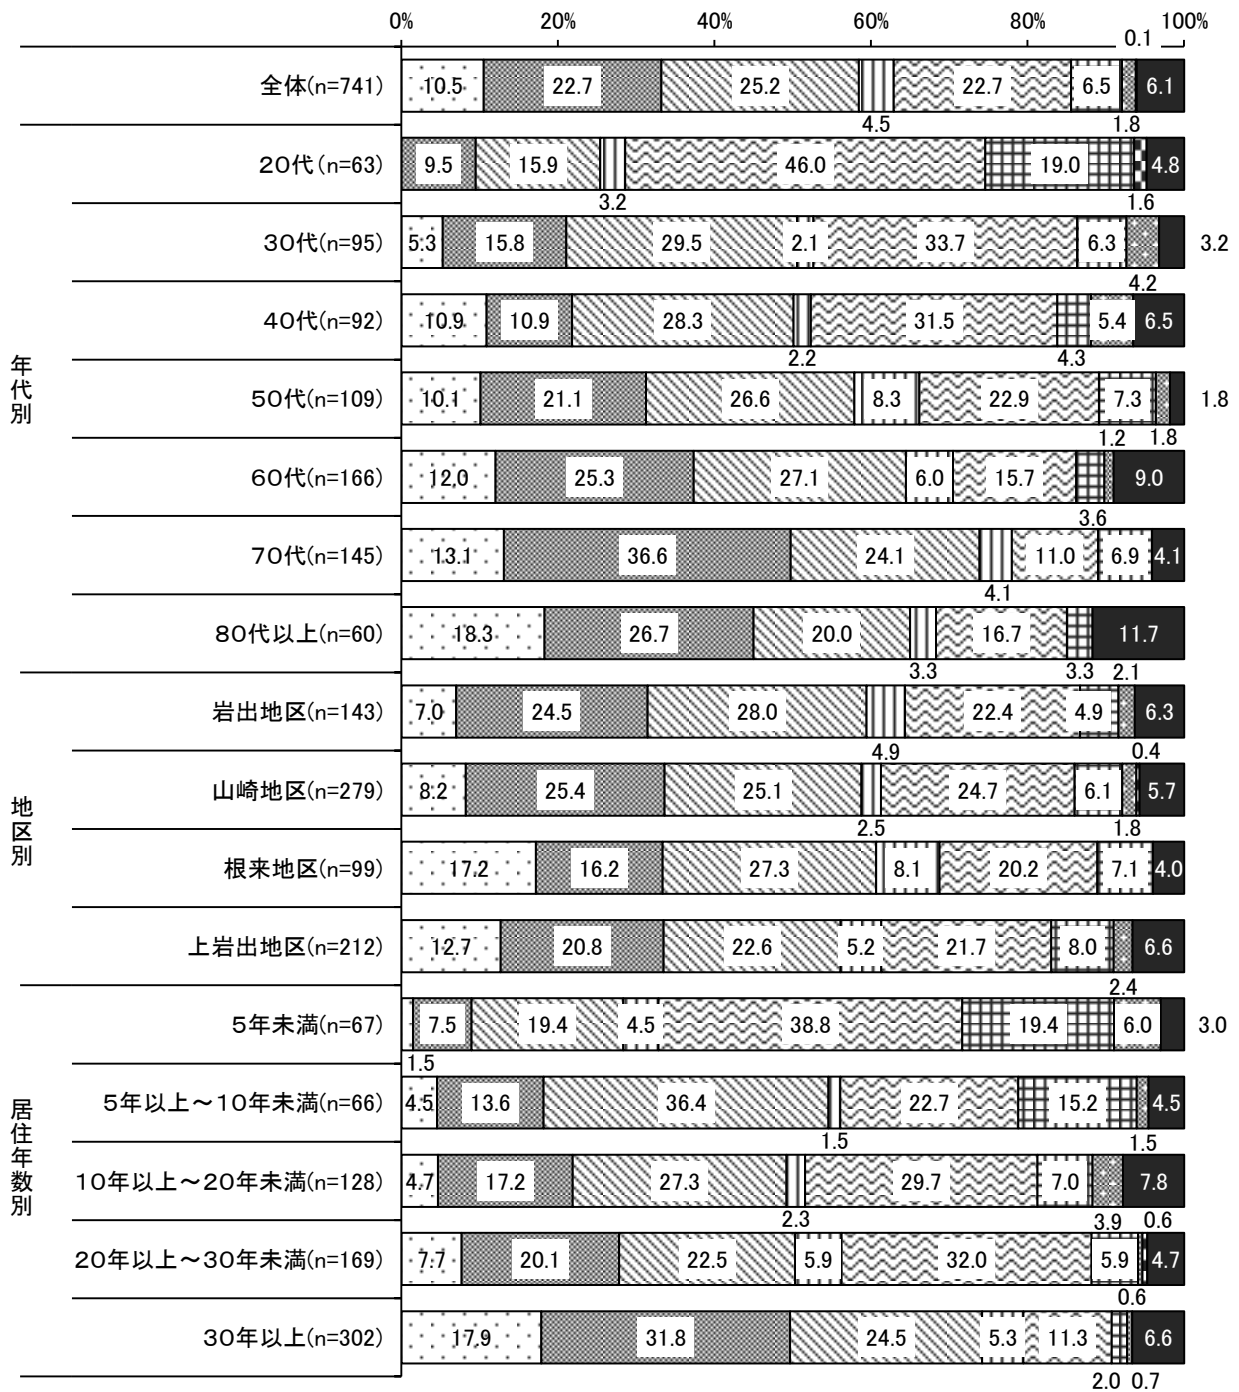 0% 20% 40% 60% 80% 100%
0.1
全体(n=741) 10.5 22.7 25.2 22.7 6.5 6.1
4.5 1.8
年代別
20代(n=63) 9.5 15.9 46.0 19.0 4.8
3.2 1.6
30代(n=95) 5.3 15.8 29.5 2.1 33.7 6.3 3.2
4.2
40代(n=92) 10.9 10.9 28.3 31.5 5.4 6.5
2.2 4.3
50代(n=109) 10.1 21.1 26.6 8.3 22.9 7.3 1.8
1.2 1.8
60代(n=166) 12.0 25.3 27.1 6.0 15.7 9.0
3.6
70代(n=145) 13.1 36.6 24.1 11.0 6.9 4.1
4.1
80代以上(n=60) 18.3 26.7 20.0 16.7 11.7
3.3 3.3 2.1
地区別
岩出地区(n=143) 7.0 24.5 28.0 22.4 4.9 6.3
4.9 0.4
山崎地区(n=279) 8.2 25.4 25.1 24.7 6.1 5.7
2.5 1.8
根来地区(n=99) 17.2 16.2 27.3 8.1 20.2 7.1 4.0
上岩出地区(n=212) 12.7 20.8 22.6 5.2 21.7 8.0 6.6
2.4
居住年数別
5年未満(n=67) 7.5 19.4 4.5 38.8 19.4 6.0 3.0
1.5
5年以上～10年未満(n=66) 4.5 13.6 36.4 22.7 15.2 4.5
1.5 1.5
10年以上～20年未満(n=128) 4.7 17.2 27.3 29.7 7.0 7.8
2.3 3.9 0.6
20年以上～30年未満(n=169) 7.7 20.1 22.5 5.9 32.0 5.9 4.7
0.6
30年以上(n=302) 17.9 31.8 24.5 5.3 11.3 6.6
2.0 0.7